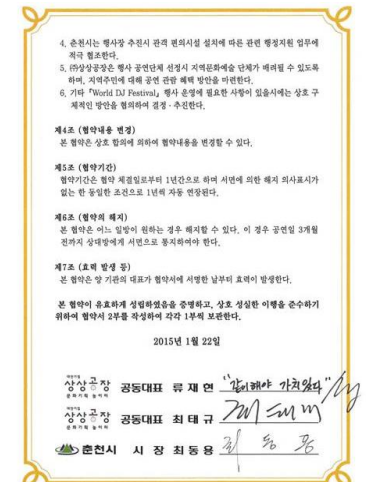 4. 춘천시는 행사장 추진시 관객 편의시설 설치에 따른 관련 행정지원 업무에
적극 협조한다.
5. ㈜상상공장은 행사 공연단체 선정시 지역문화예술 단체가 배려될 수 있도록
하며, 지역주민에 대해 공연 관람 혜택 방안을 마련한다.
6. 기타 『World DJ Festival』 행사 운영에 필요한 사항이 있을시에는 상호 구
체적인 방안을 협의하여 결정ㆍ추진한다.
제4조 (협약내용 변경)
본 협약은 상호 합의에 의하여 협약내용을 변경할 수 있다.
제5조 (협약기간)
협약기간은 협약 체결일로부터 1년간으로 하며 서면에 의한 해지 의사표시가
없는 한 동일한 조건으로 1년씩 자동 연장된다.
제6조 (협약의 해지)
본 협약은 어느 일방이 원하는 경우 해지할 수 있다. 이 경우 공연일 3개월
전까지 상대방에게 서면으로 통지하여야 한다.
제7조 (효력 발생 등)
본 협약은 양 기관의 대표가 협약서에 서명한 날부터 효력이 발생한다.
본 협약이 유효하게 성립하였음을 증명하고, 상호 성실한 이행을 준수하기
위하여 협약서 2부를 작성하여 각각 1부씩 보관한다.
2015년 1월 22일
상상공장 공동대표 류재현 "같이해야 가치있다"
상상공장 공동대표 최태규
춘천시 시장 최동용 최동용